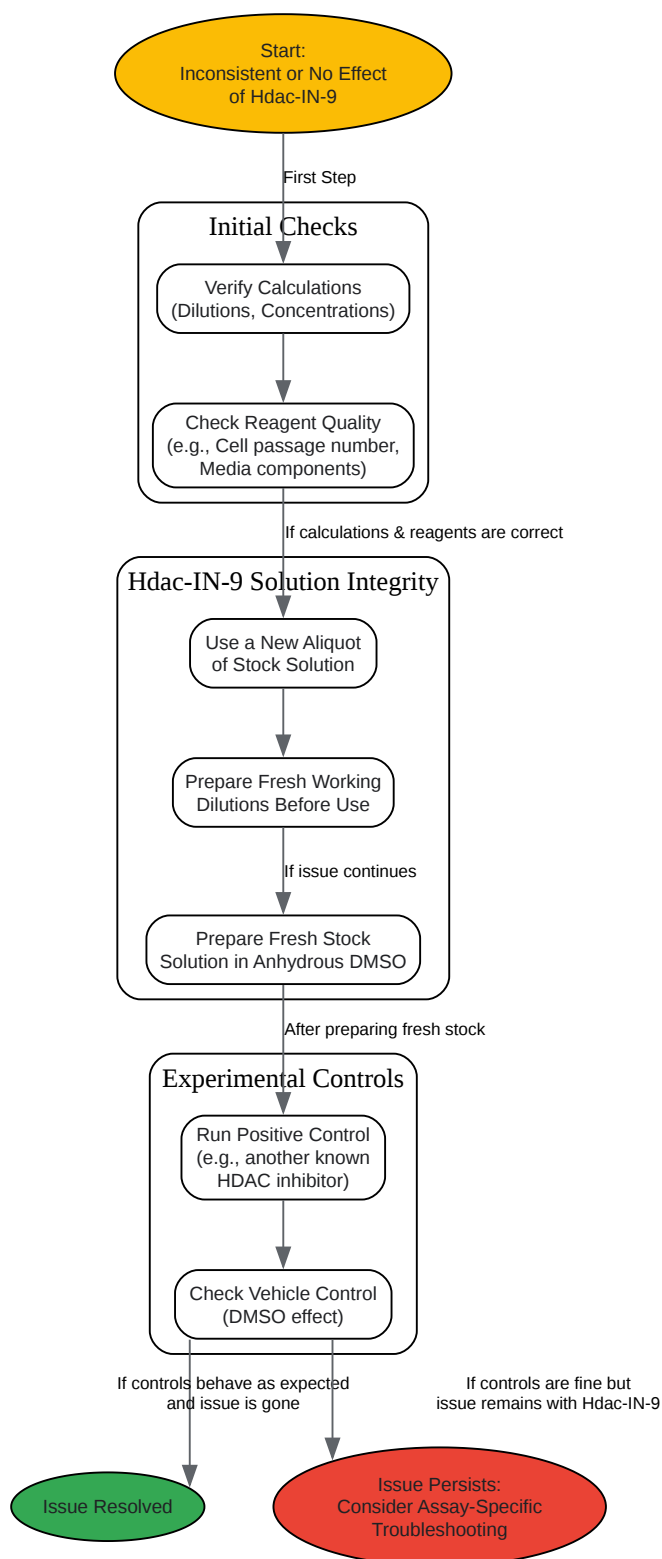 Start:
Inconsistent or No Effect
of Hdac-IN-9
First Step
Initial Checks
Verify Calculations
(Dilutions, Concentrations)
Check Reagent Quality
(e.g., Cell passage number,
Media components)
If calculations & reagents are correct
Hdac-IN-9 Solution Integrity
Use a New Aliquot
of Stock Solution
Prepare Fresh Working
Dilutions Before Use
If issue continues
Prepare Fresh Stock
Solution in Anhydrous DMSO
After preparing fresh stock
Experimental Controls
Run Positive Control
(e.g., another known
HDAC inhibitor)
Check Vehicle Control
(DMSO effect)
If controls behave as expected
and issue is gone
If controls are fine but
issue remains with Hdac-IN-9
Issue Resolved
Issue Persists:
Consider Assay-Specific
Troubleshooting